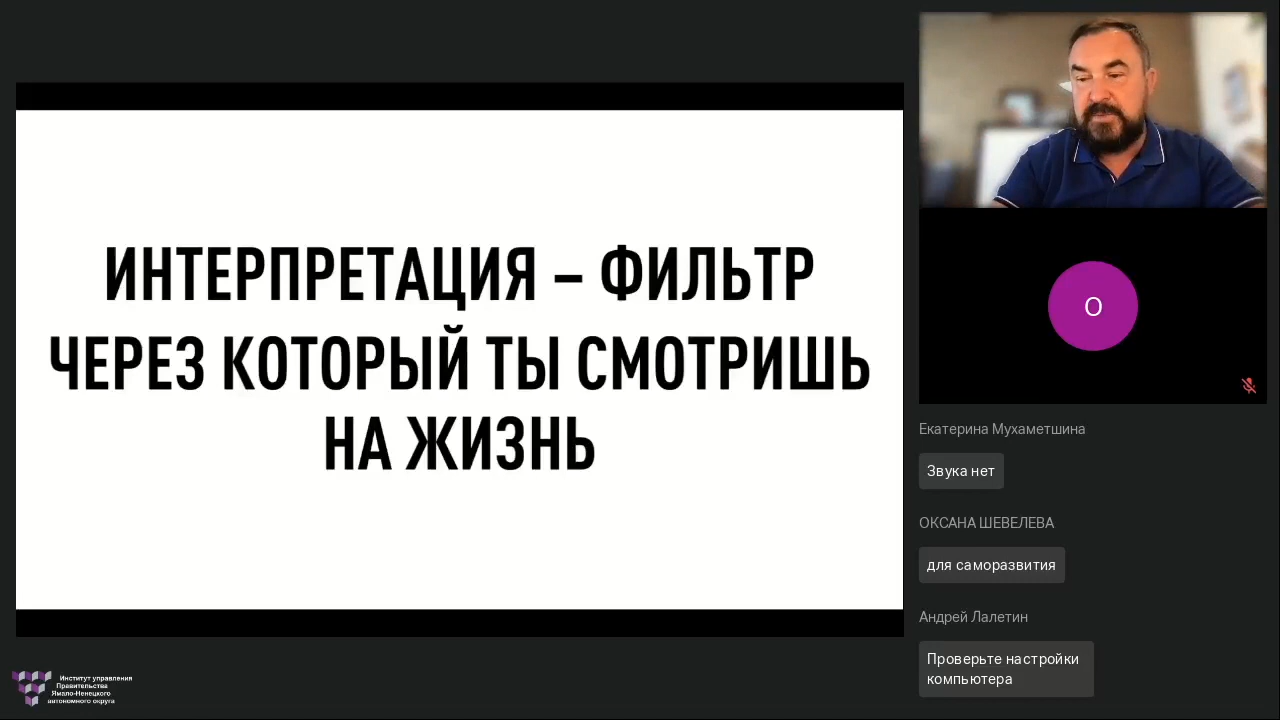 ИНТЕРПРЕТАЦИЯ – ФИЛЬТР
ЧЕРЕЗ КОТОРЫЙ ТЫ СМОТРИШЬ
НА ЖИЗНЬ
О
Екатерина Мухаметшина
Звука нет
ОКСАНА ШЕВЕЛЕВА
для саморазвития
Андрей Лалетин
Проверьте настройки
компьютера
Институт управления
Правительства
Ямало-Ненецкого
автономного округа